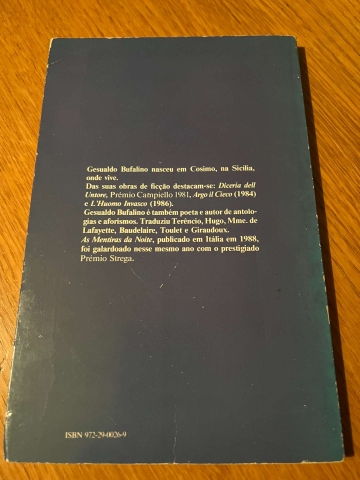 Gesualdo Bufalino nasceu em Cosimo, na Sicília,
onde vive.
Das suas obras de ficção destacam-se: Diceria dell
Untore, Prémio Campiello 1981, Argo il Cieco (1984)
e L'Huomo Invasco (1986).
Gesualdo Bufalino é também poeta e autor de antolo-
gias e aforismos. Traduziu Terêncio, Hugo, Mme. de
Lafayette, Baudelaire, Toulet e Giraudoux.
As Mentiras da Noite, publicado em Itália em 1988,
foi galardoado nesse mesmo ano com o prestigiado
Prémio Strega.
ISBN 972-29-0026-9